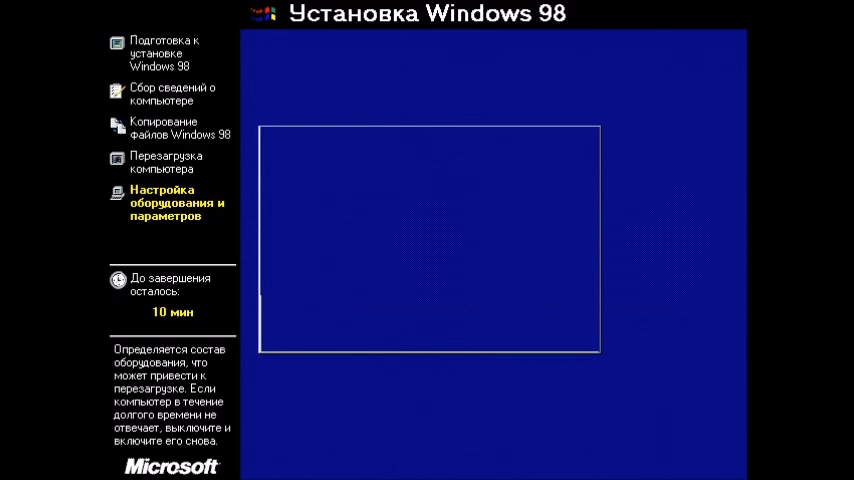 Установка Windows 98
Подготовка к
установке
Windows 98
Сбор сведений о
компьютере
Копирование
файлов Windows 98
Перезагрузка
компьютера
Настройка
оборудования и
параметров
До завершения
осталось:
10 мин
Определяется состав
оборудования, что
может привести к
перезагрузке. Если
компьютер в течение
долгого времени не
отвечает, выключите и
включите его снова.
Microsoft